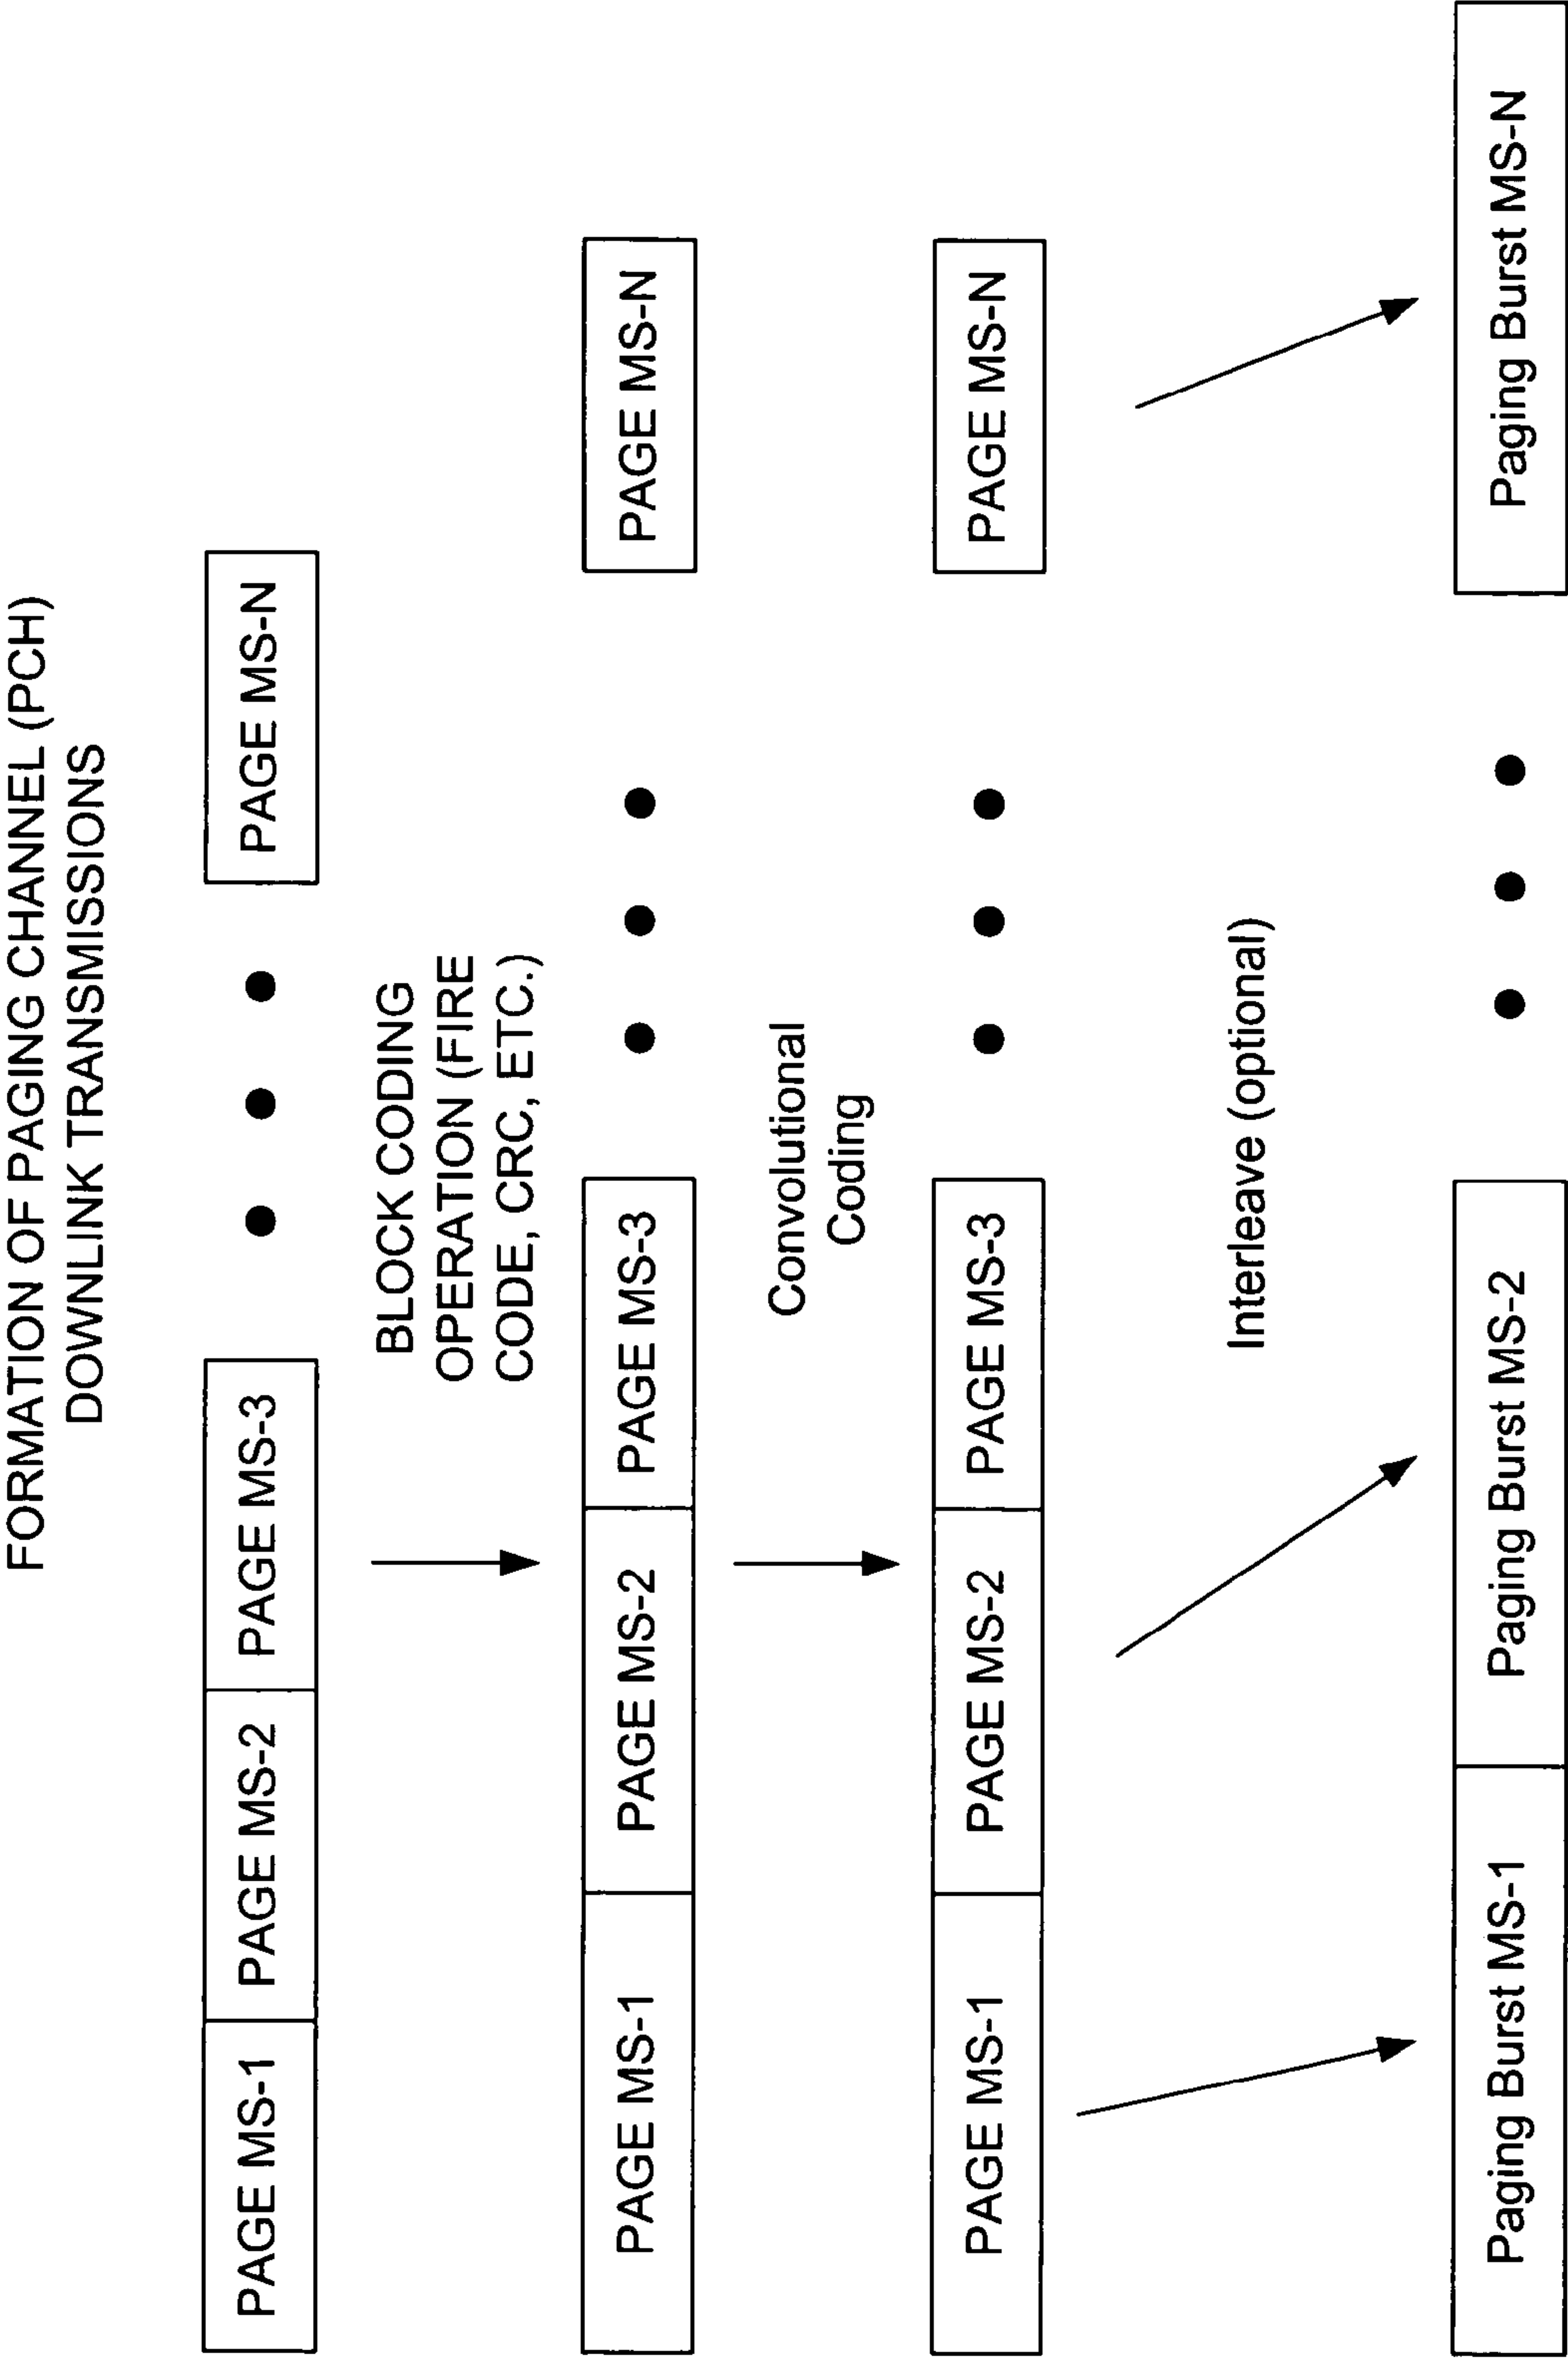 FORMATION OF PAGING CHANNEL (PCH)
DOWNLINK TRANSMISSIONS
PAGE MS-1
PAGE MS-2
PAGE MS-3
PAGE MS-N
BLOCK CODING
OPERATION (FIRE
CODE, CRC, ETC.)
PAGE MS-1
PAGE MS-2
PAGE MS-3
PAGE MS-N
Convolutional
Coding
PAGE MS-1
PAGE MS-2
PAGE MS-3
PAGE MS-N
Interleave (optional)
Paging Burst MS-1
Paging Burst MS-2
Paging Burst MS-N